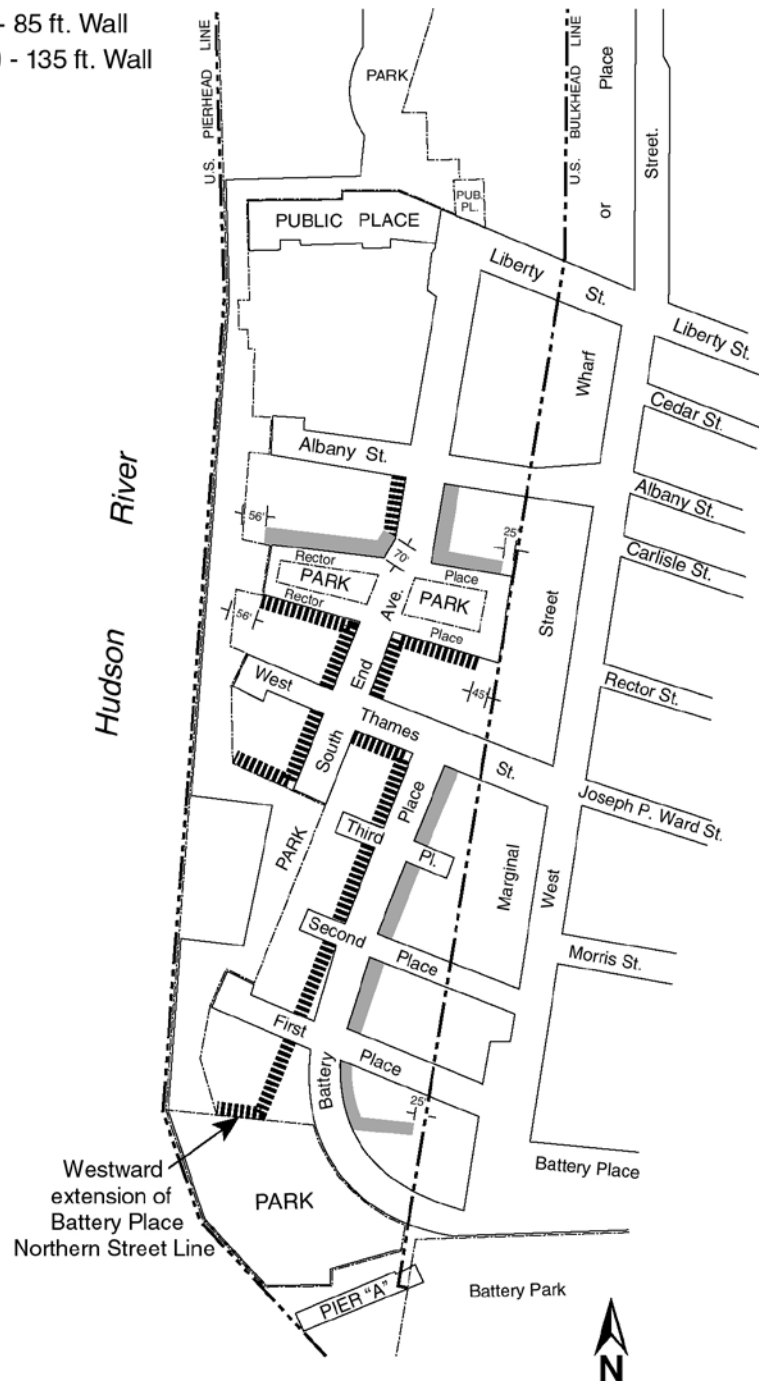 - 85 ft. Wall
- 135 ft. Wall
U.S. PIERHEAD LINE
PARK
U.S. BULKHEAD LINE
Place
or
Street.
PUB.
PL.
PUBLIC PLACE
Liberty St.
Liberty St.
Wharf
Cedar St.
Albany St.
Albany St.
Carlisle St.
Hudson River
56'
25'
70'
Rector Place
PARK
PARK
Rector Place
Street
56'
45'
Rector St.
West Thames St.
South End Ave.
Joseph P. Ward St.
Place
Third Pl.
PARK
Marginal
West
Second Place
Morris St.
First Place
Battery
25'
Battery Place
Westward
extension of
Battery Place
Northern Street Line
PARK
PIER "A"
Battery Park
N